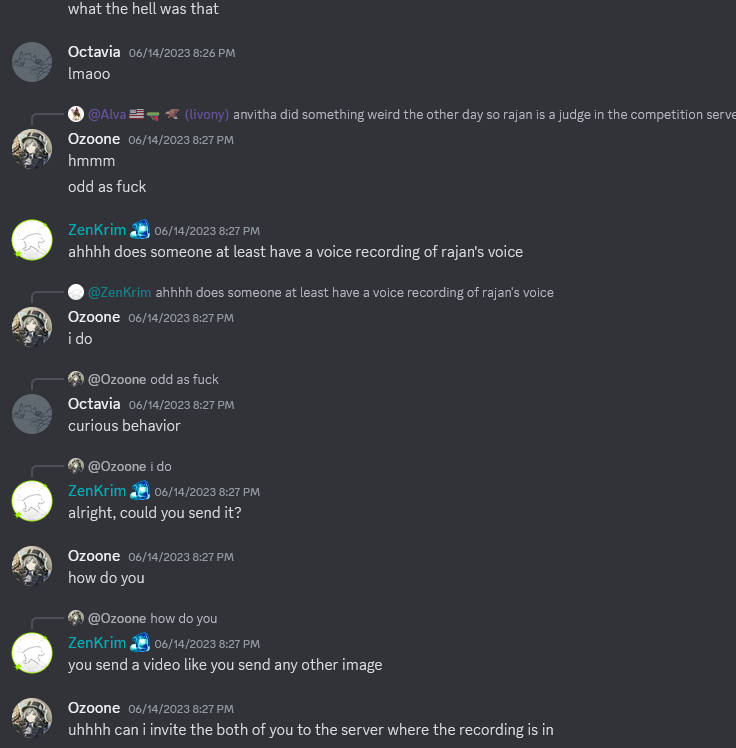 what the hell was that
Octavia 06/14/2023 8:26 PM
lmaoo
@Alva (livony) anvitha did something weird the other day so rajan is a judge in the competition serve
Ozoone 06/14/2023 8:27 PM
hmmm
odd as fuck
ZenKrim 06/14/2023 8:27 PM
ahhhh does someone at least have a voice recording of rajan's voice
@ZenKrim ahhhh does someone at least have a voice recording of rajan's voice
Ozoone 06/14/2023 8:27 PM
i do
@Ozoone odd as fuck
Octavia 06/14/2023 8:27 PM
curious behavior
@Ozoone i do
ZenKrim 06/14/2023 8:27 PM
alright, could you send it?
Ozoone 06/14/2023 8:27 PM
how do you
@Ozoone how do you
ZenKrim 06/14/2023 8:27 PM
you send a video like you send any other image
Ozoone 06/14/2023 8:27 PM
uhhhh can i invite the both of you to the server where the recording is in